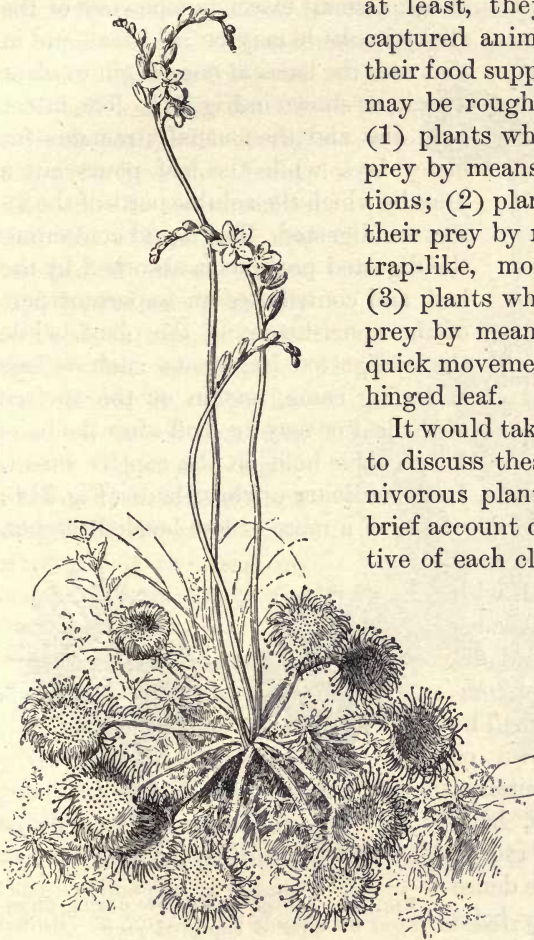 at least, they
captured anim
their food supp
may be rough
(1) plants wh
prey by means
tions; (2) plan
their prey by r
trap-like, mo
(3) plants wh
prey by mean
quick moveme
hinged leaf.
It would tak
to discuss thes
nivorous plant
brief account o
tive of each cl